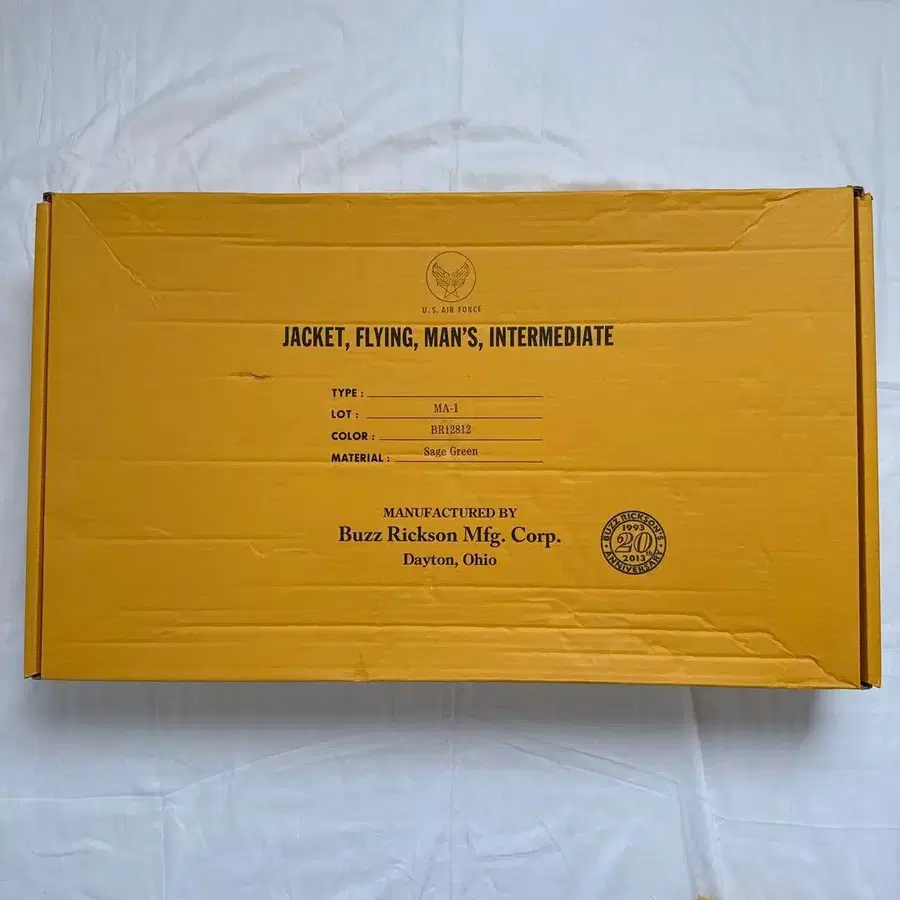 U.S. AIR FORCE
JACKET, FLYING, MAN'S, INTERMEDIATE
TYPE :
LOT : MA-1
COLOR : BR12812
MATERIAL : Sage Green
MANUFACTURED BY
Buzz Rickson Mfg. Corp.
Dayton, Ohio
BUZZ RICKSON'S
1993
20th
2013
ANNIVERSARY